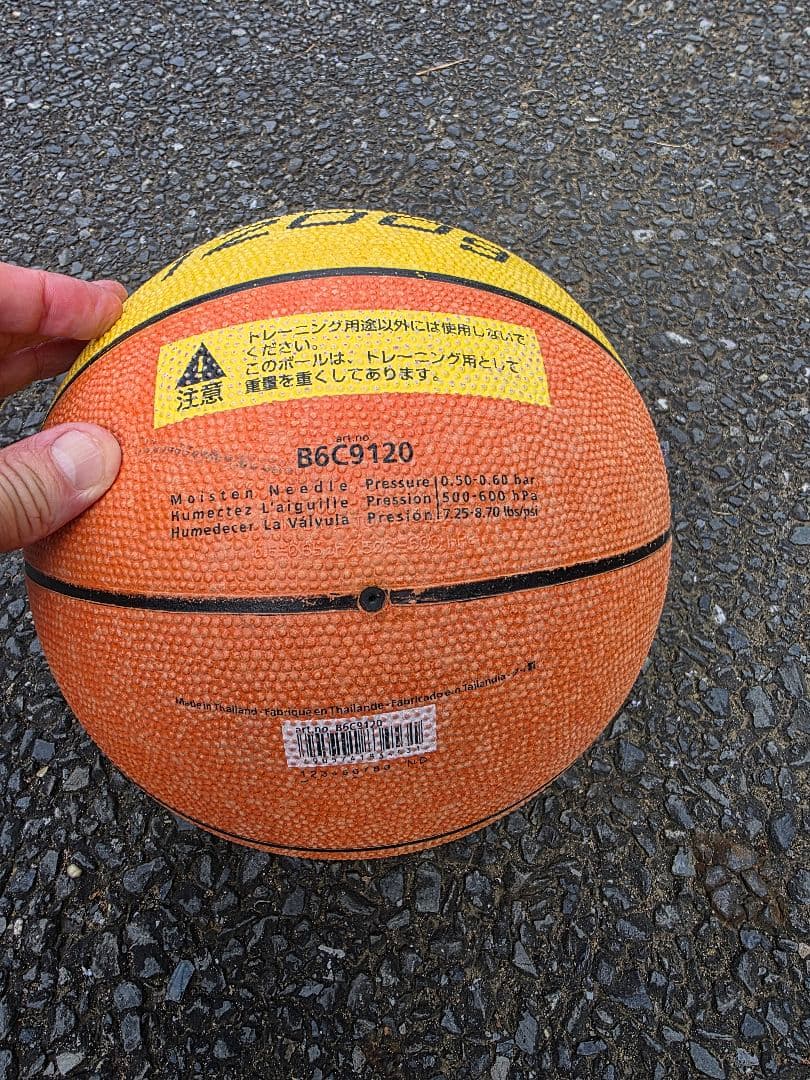 1200g
トレーニング用途以外には使用しないで
ください。
このボールは、トレーニング用として
重量を重くしてあります。
注意
art.no
B6C9120
Moisten Needle Pressure 0.50-0.60 bar
Humectez L'aiguille Pression 500-600 hPa
Humedecer La Válvula Presión 7.25-8.70 lbs/psi
Made in Thailand - Fabriqué en Thaïlande - Fabricado en Tailandia
art.no B6C9120